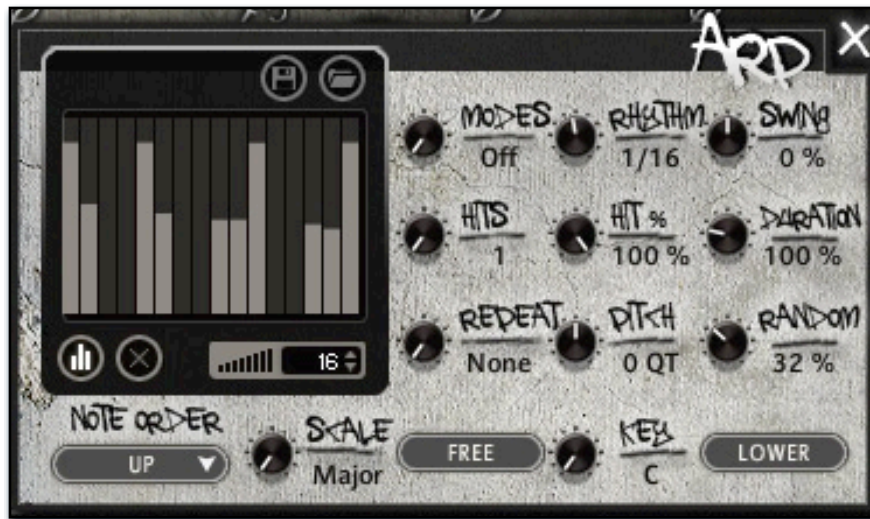 ARP X
MODES RHYTHM SWING
Off 1/16 0 %
HITS HIT % DURATION
1 100 % 100 %
REPEAT PITCH RANDOM
None 0 QT 32 %
16
NOTE ORDER SCALE KEY
UP Major FREE C LOWER